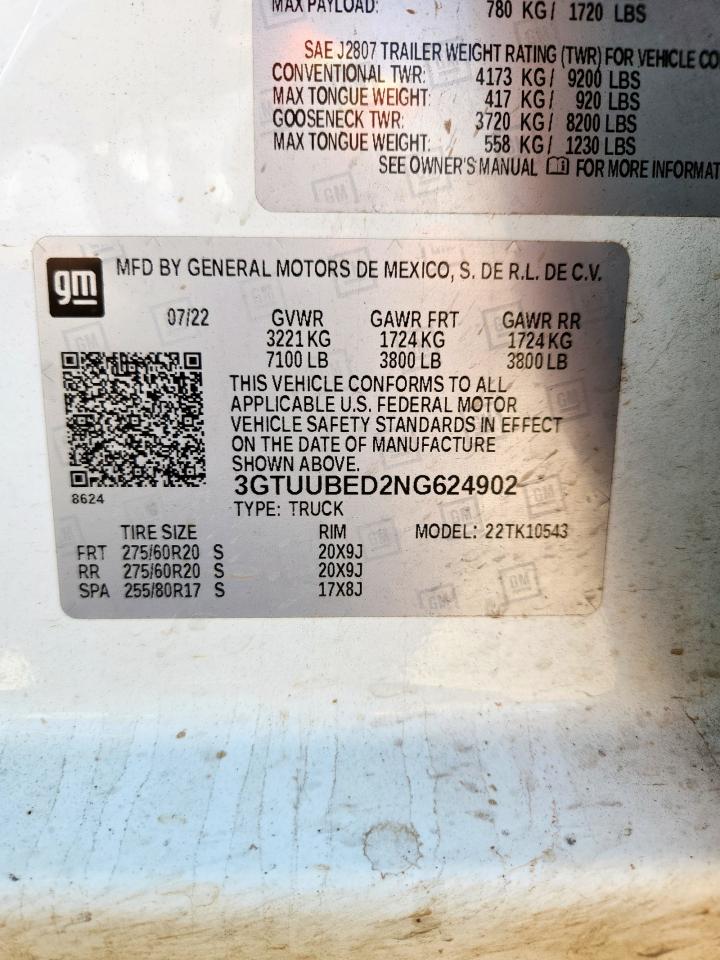 MAX PAYLOAD: 780 KG/ 1720 LBS
SAE J2807 TRAILER WEIGHT RATING (TWR) FOR VEHICLE CO
CONVENTIONAL TWR: 4173 KG/ 9200 LBS
MAX TONGUE WEIGHT: 417 KG/ 920 LBS
GOOSENECK TWR: 3720 KG/ 8200 LBS
MAX TONGUE WEIGHT: 558 KG/ 1230 LBS
SEE OWNER'S MANUAL FOR MORE INFORMAT
gm MFD BY GENERAL MOTORS DE MEXICO, S. DE R.L. DE C.V.
07/22 GVWR GAWR FRT GAWR RR
3221 KG 1724 KG 1724 KG
7100 LB 3800 LB 3800 LB
THIS VEHICLE CONFORMS TO ALL
APPLICABLE U.S. FEDERAL MOTOR
VEHICLE SAFETY STANDARDS IN EFFECT
ON THE DATE OF MANUFACTURE
SHOWN ABOVE.
3GTUUBED2NG624902
8624
TYPE: TRUCK
TIRE SIZE RIM MODEL: 22TK10543
FRT 275/60R20 S 20X9J
RR 275/60R20 S 20X9J
SPA 255/80R17 S 17X8J